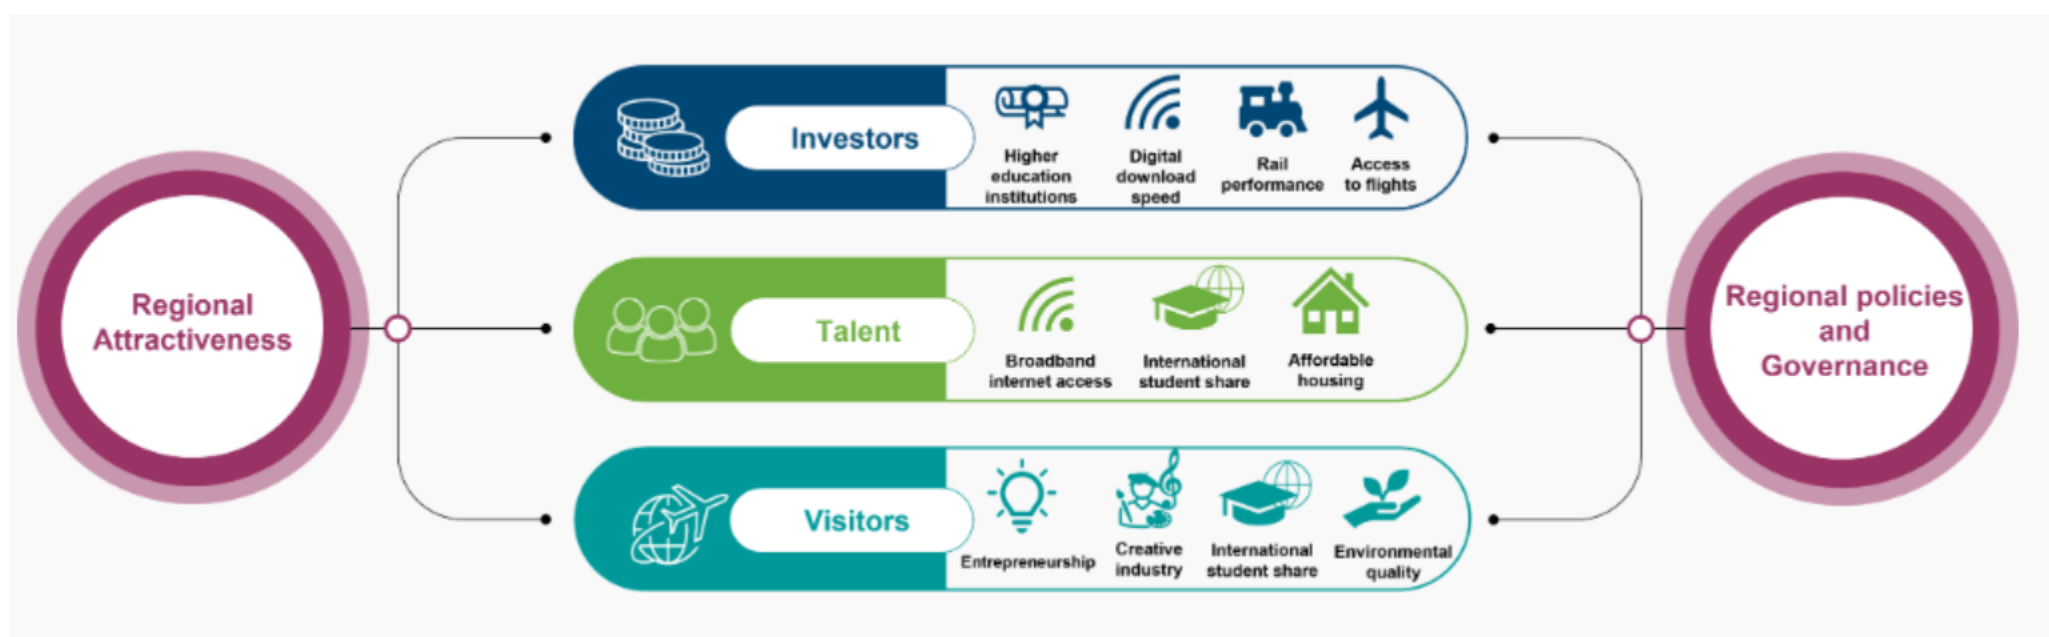 Regional
Attractiveness
Investors
Higher
education
institutions
Digital
download
speed
Rail
performance
Access
to flights
Talent
Broadband
internet access
International
student share
Affordable
housing
Visitors
Entrepreneurship
Creative
industry
International
student share
Environmental
quality
Regional policies
and
Governance